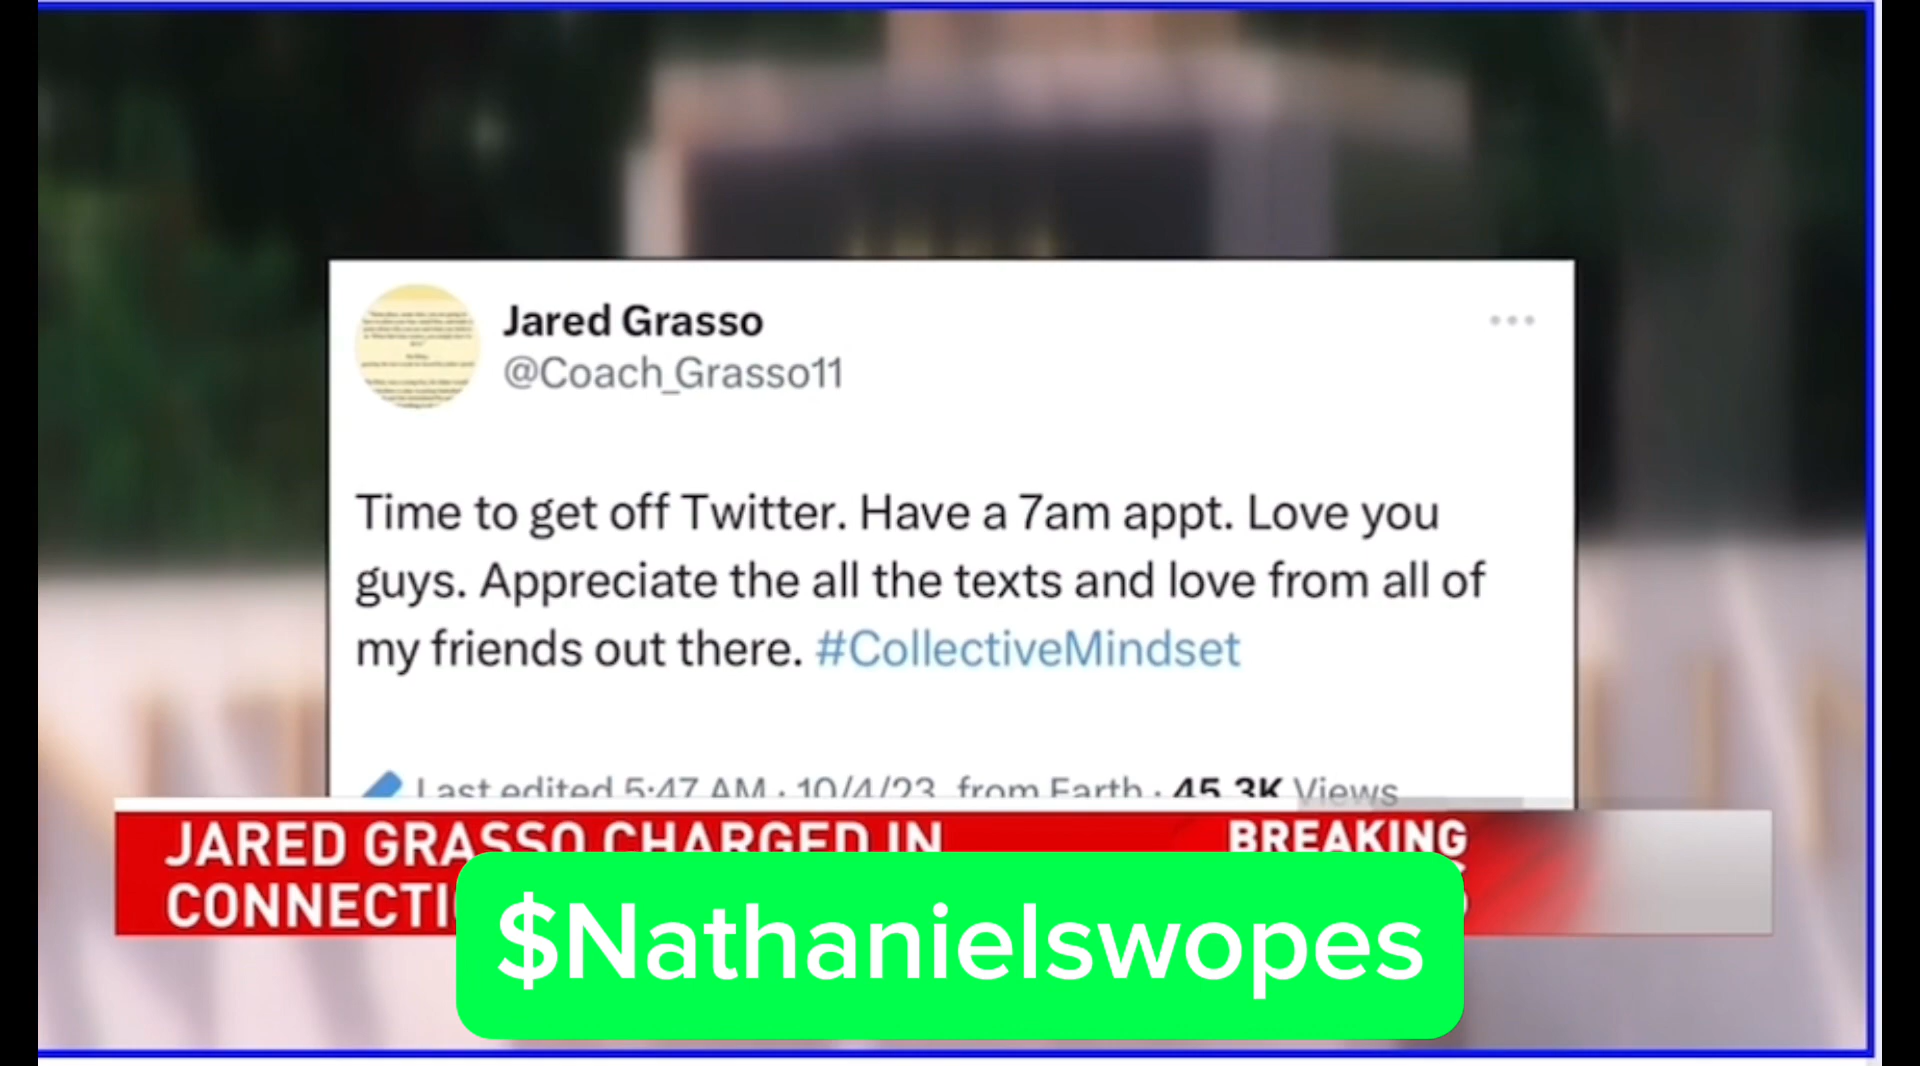 Jared Grasso
@Coach_Grasso11
Time to get off Twitter. Have a 7am appt. Love you
guys. Appreciate the all the texts and love from all of
my friends out there. #CollectiveMindset
Last edited 5:47 AM · 10/4/23 from Earth · 45.3K Views
JARED GRASSO CHARGED IN
BREAKING
$Nathanielswopes